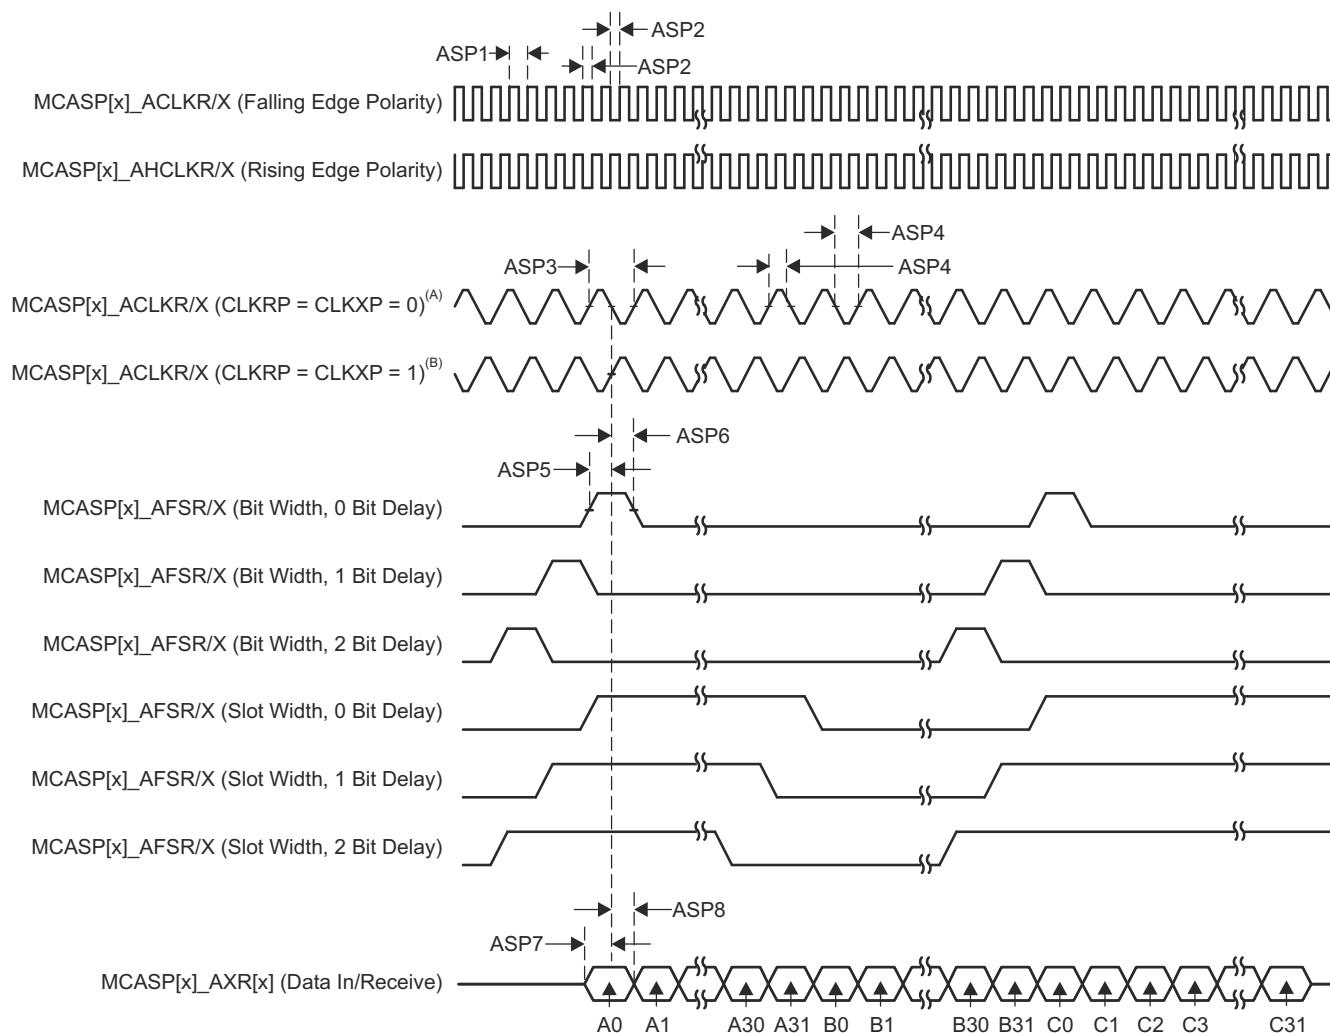 ASP2
ASP1
ASP2
MCASP[x]_ACLKR/X (Falling Edge Polarity)
MCASP[x]_AHCLKR/X (Rising Edge Polarity)
ASP4
ASP3
ASP4
MCASP[x]_ACLKR/X (CLKRP = CLKXP = 0)(A)
MCASP[x]_ACLKR/X (CLKRP = CLKXP = 1)(B)
ASP6
ASP5
MCASP[x]_AFSR/X (Bit Width, 0 Bit Delay)
MCASP[x]_AFSR/X (Bit Width, 1 Bit Delay)
MCASP[x]_AFSR/X (Bit Width, 2 Bit Delay)
MCASP[x]_AFSR/X (Slot Width, 0 Bit Delay)
MCASP[x]_AFSR/X (Slot Width, 1 Bit Delay)
MCASP[x]_AFSR/X (Slot Width, 2 Bit Delay)
ASP8
ASP7
MCASP[x]_AXR[x] (Data In/Receive)
A0 A1 A30 A31 B0 B1 B30 B31 C0 C1 C2 C3 C31